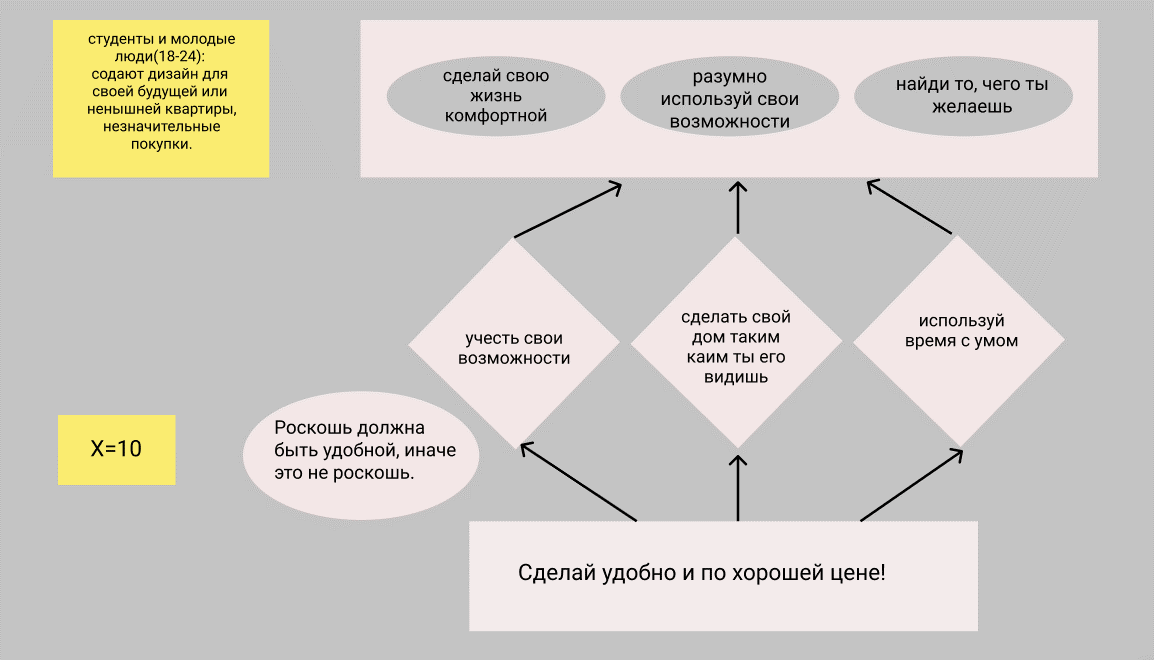 студенты и молодые
люди(18-24):
содают дизайн для
своей будущей или
ненышней квартиры,
незначительные
покупки.
сделай свою
жизнь
комфортной
разумно
используй свои
возможности
найди то, чего ты
желаешь
учесть свои
возможности
сделать свой
дом таким
каим ты его
видишь
используй
время с умом
X=10
Роскошь должна
быть удобной, иначе
это не роскошь.
Сделай удобно и по хорошей цене!